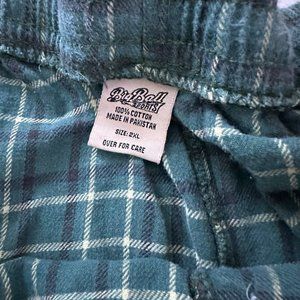 Big Ball
SPORTS
100% COTTON
MADE IN PAKISTAN
SIZE: 2XL
OVER FOR CARE